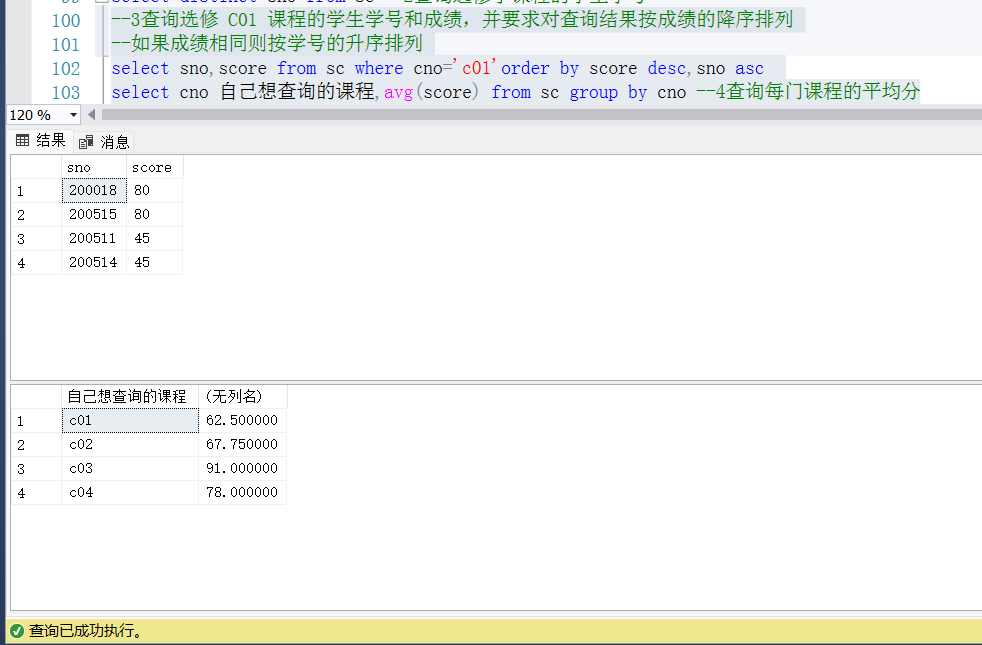 100 --3查询选修 C01 课程的学生学号和成绩，并要求对查询结果按成绩的降序排列
101 --如果成绩相同则按学号的升序排列
102 select sno,score from sc where cno='c01'order by score desc,sno asc
103 select cno 自己想查询的课程,avg(score) from sc group by cno --4查询每门课程的平均分
120 %
结果 消息
sno score
1 200018 80
2 200515 80
3 200511 45
4 200514 45
自己想查询的课程 (无列名)
1 c01 62.500000
2 c02 67.750000
3 c03 91.000000
4 c04 78.000000
查询已成功执行。